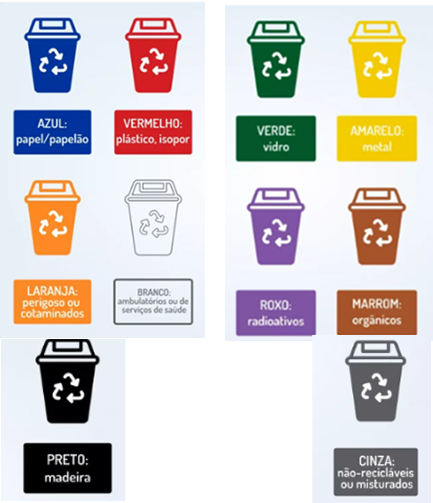 AZUL:
papel/papelão
VERMELHO:
plástico, isopor
VERDE:
vidro
AMARELO:
metal
LARANJA:
perigoso ou
cotaminados
BRANCO:
ambulatórios ou de
serviços de saúde
ROXO:
radioativos
MARROM:
orgânicos
PRETO:
madeira
CINZA:
não-recicláveis
ou misturados